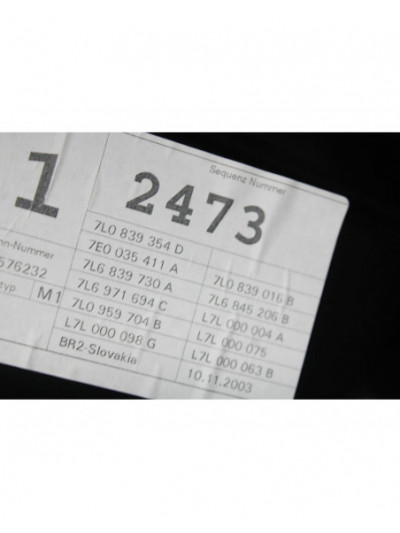 1
Sequenz Nummer
2473
7L0 839 354 D
7E0 035 411 A 7L0 839 016 B
7L6 839 730 A 7L6 845 206 B
7L6 971 694 C L7L 000 004 A
7L0 959 704 B L7L 000 075
L7L 000 098 G L7L 000 063 B
BR2-Slovakia 10.11.2003
nn-Nummer
576232
typ M1